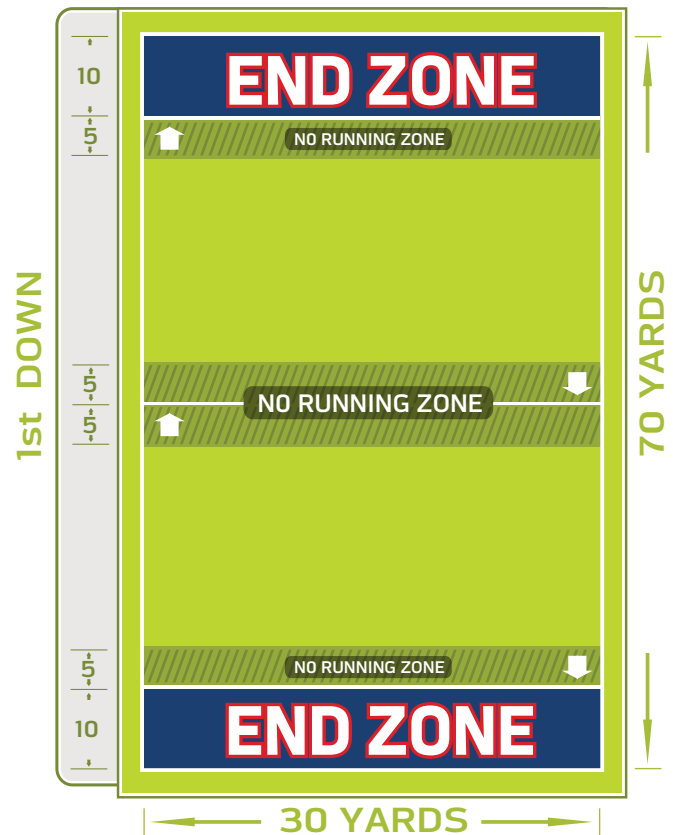 10
END ZONE
5
NO RUNNING ZONE
1st DOWN
70 YARDS
5
NO RUNNING ZONE
5
5
NO RUNNING ZONE
10
END ZONE
30 YARDS